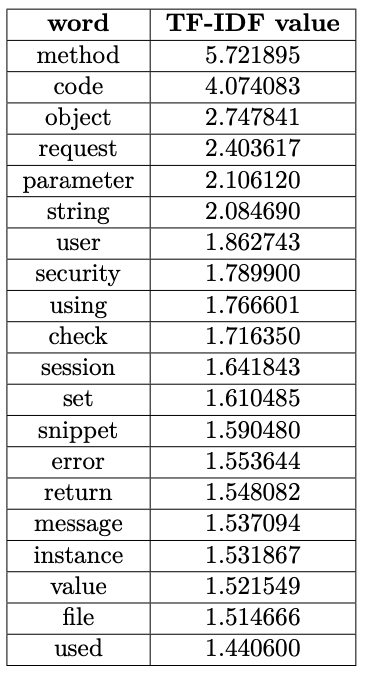 word TF-IDF value
method 5.721895
code 4.074083
object 2.747841
request 2.403617
parameter 2.106120
string 2.084690
user 1.862743
security 1.789900
using 1.766601
check 1.716350
session 1.641843
set 1.610485
snippet 1.590480
error 1.553644
return 1.548082
message 1.537094
instance 1.531867
value 1.521549
file 1.514666
used 1.440600